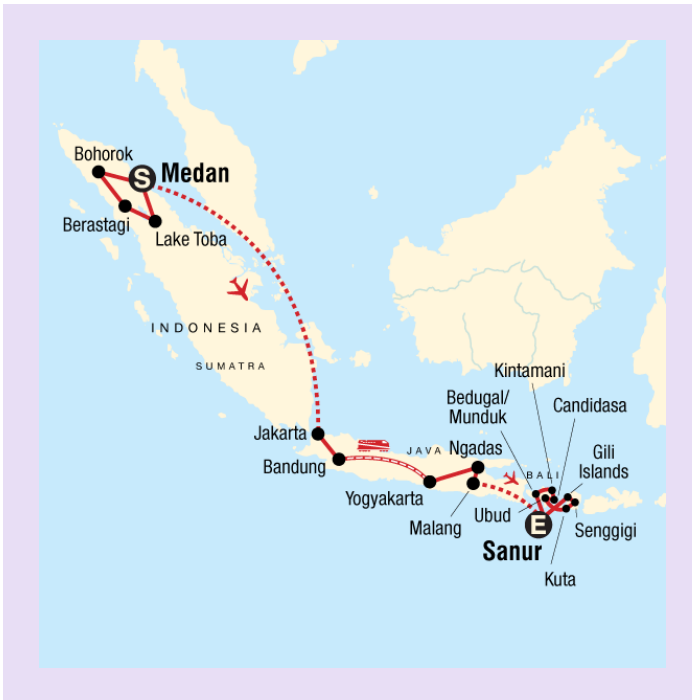 Bohorok
S
Medan
Berastagi
Lake Toba
INDONESIA
SUMATRA
Kintamani
Bedugal/
Munduk
Candidasa
Jakarta
Bandung
JAVA
Ngadas
Gili
Islands
BALI
Yogyakarta
Malang
Ubud
E
Senggigi
Sanur
Kuta